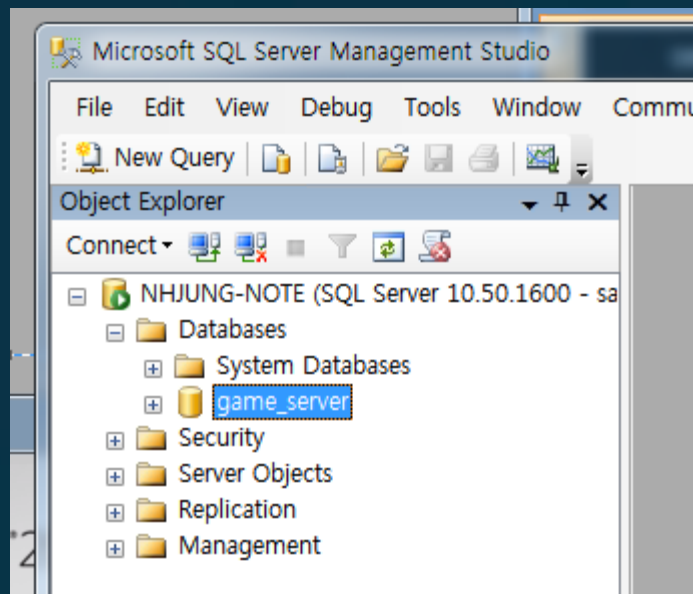 Microsoft SQL Server Management Studio
File Edit View Debug Tools Window Commu
New Query
Object Explorer
Connect
NHJUNG-NOTE (SQL Server 10.50.1600 - sa
Databases
System Databases
game_server
Security
Server Objects
Replication
Management